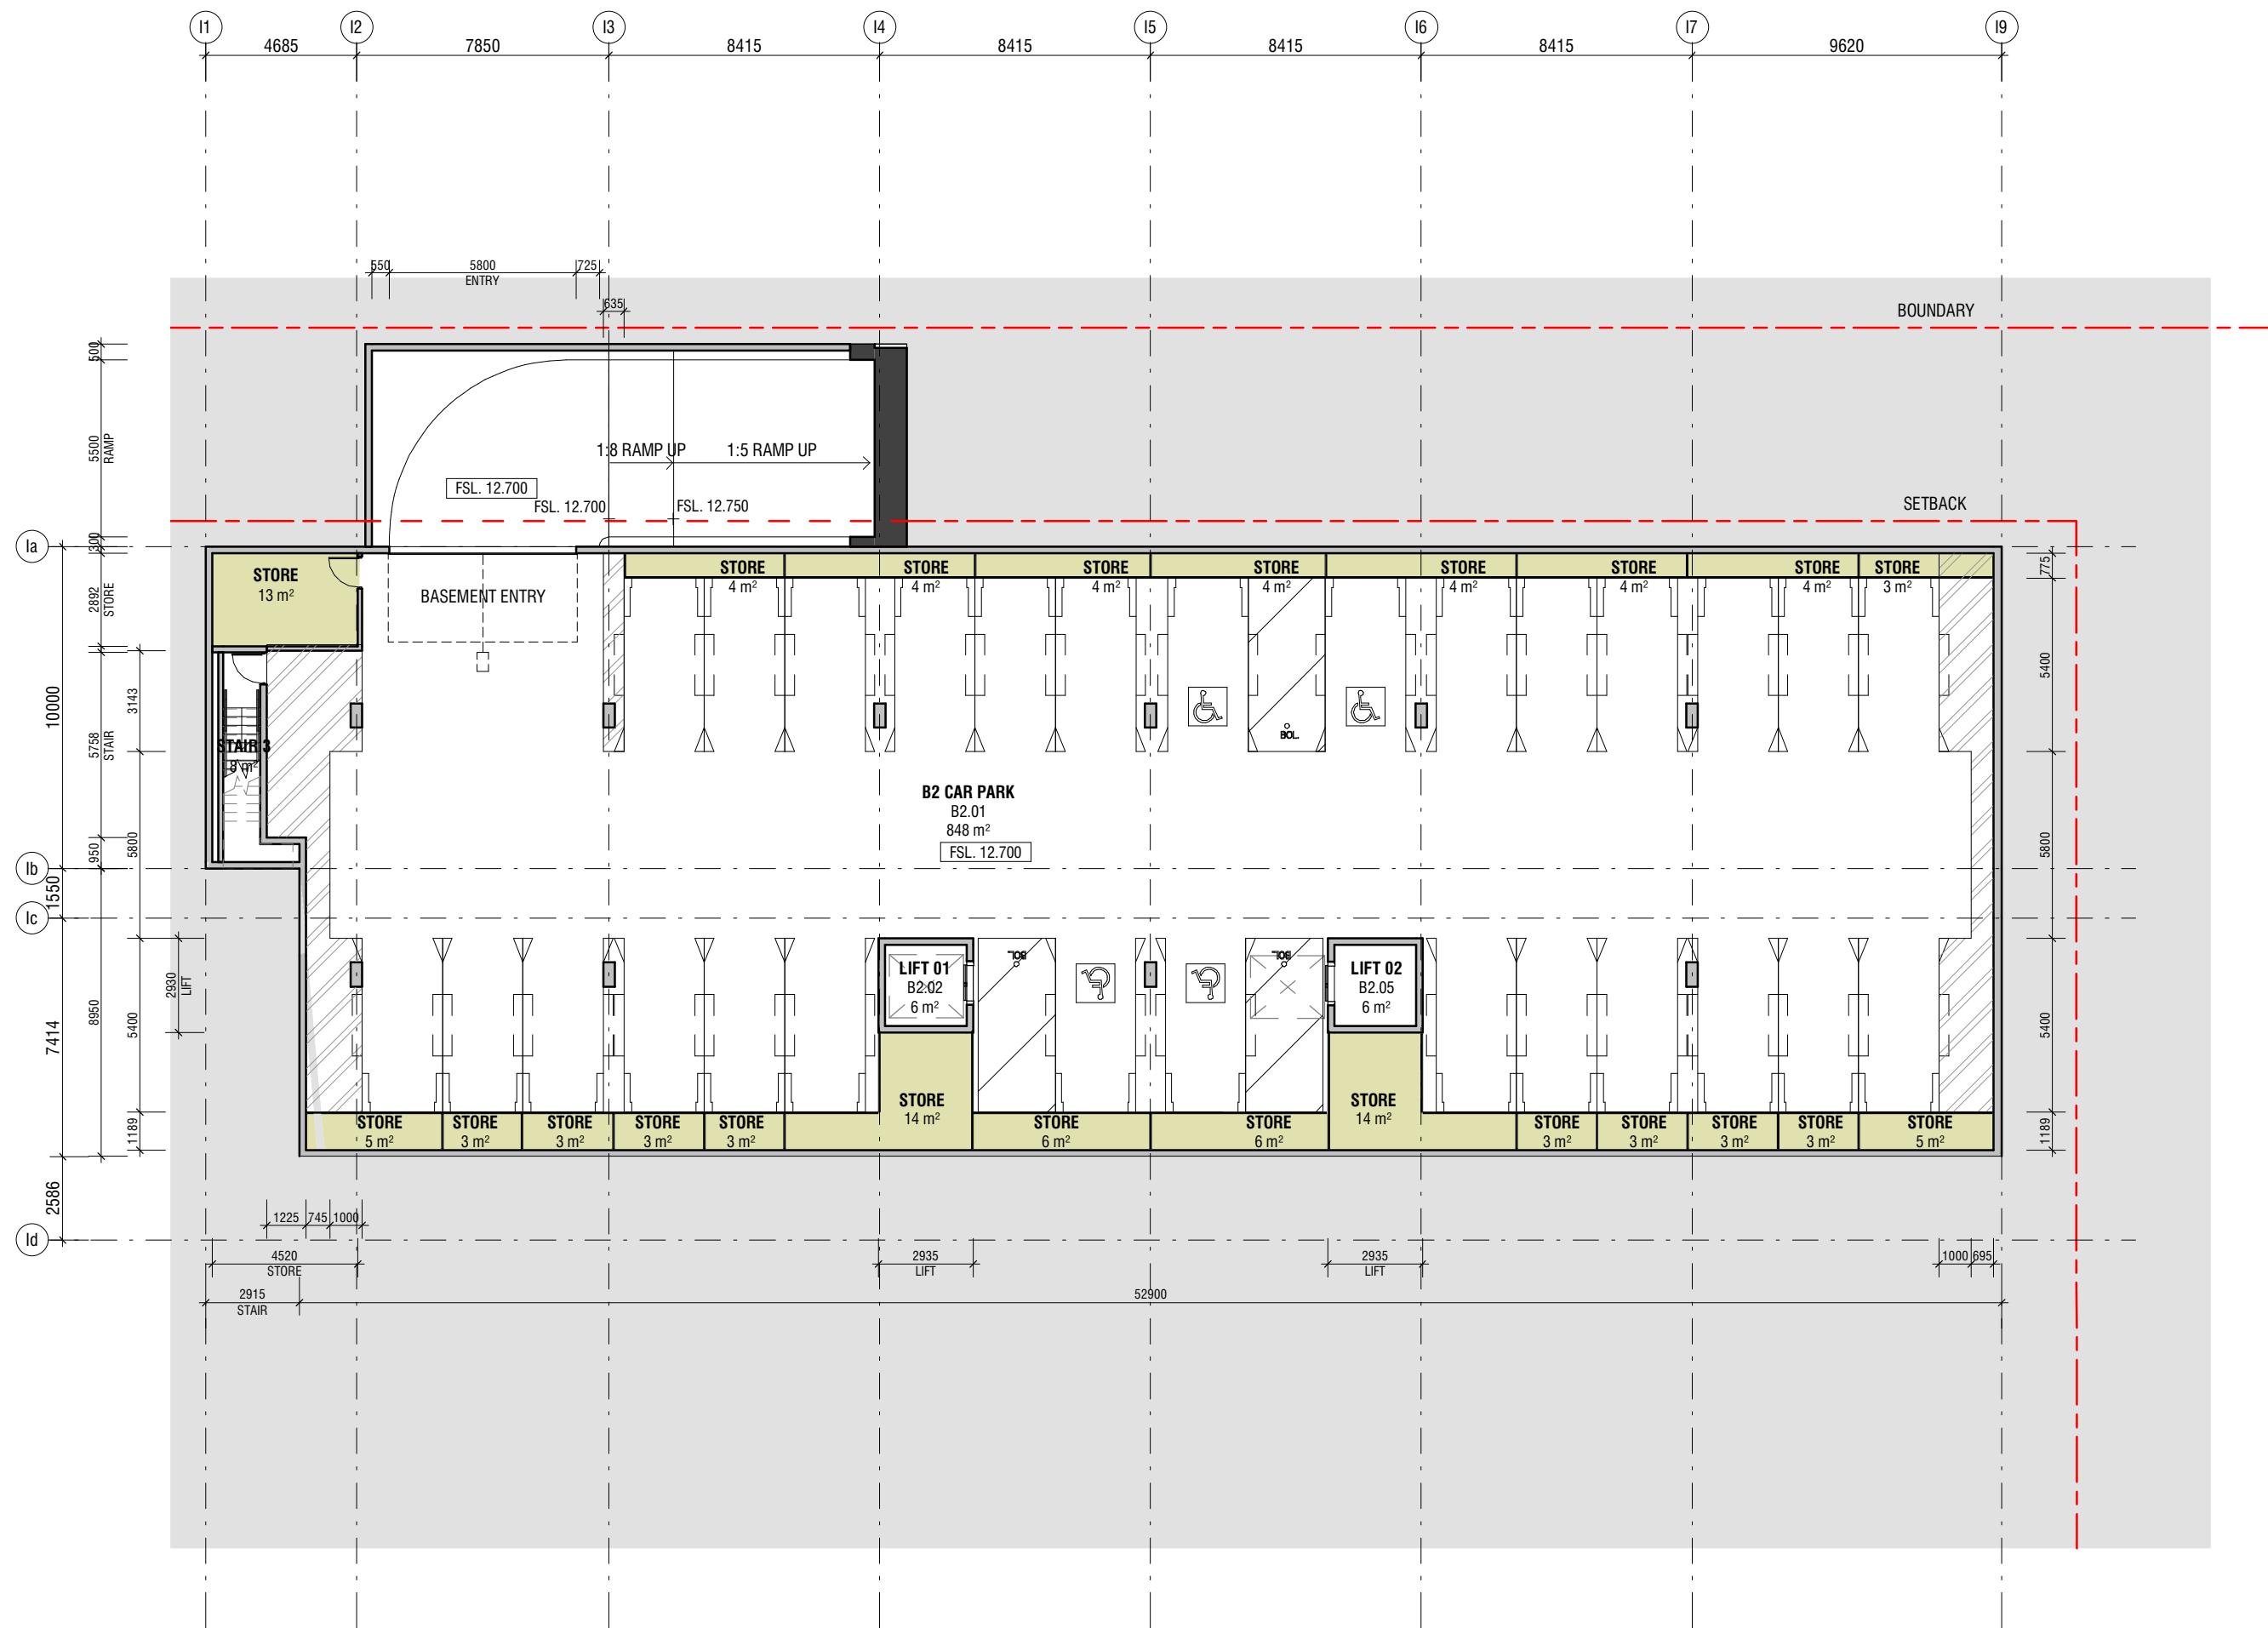 I1 I2 I3 I4 I5 I6 I7 I9
4685 7850 8415 8415 8415 8415 9620
550 5800 725
ENTRY
635
BOUNDARY
500
5500
RAMP
1:8 RAMP UP 1:5 RAMP UP
FSL. 12.700
FSL. 12.700 FSL. 12.750
SETBACK
Ia
300
STORE
13 m²
BASEMENT ENTRY
STORE STORE STORE STORE STORE STORE STORE STORE
4 m² 4 m² 4 m² 4 m² 4 m² 4 m² 4 m² 3 m²
775
2892
STORE
10000
3143
5400
5758
STAIR
STAIR 3
8 m²
BOL.
B2 CAR PARK
B2.01
848 m²
FSL. 12.700
950
5800
5800
Ib
1550
Ic
2930
LIFT
BOL BOL
LIFT 01
B2.02
6 m²
LIFT 02
B2.05
6 m²
7414
8950
5400
5400
STORE
14 m²
STORE
14 m²
1189
STORE STORE STORE STORE STORE STORE STORE STORE STORE STORE STORE STORE
5 m² 3 m² 3 m² 3 m² 3 m² 6 m² 6 m² 3 m² 3 m² 3 m² 3 m² 5 m²
1189
2586
1225 745 1000
Id
4520
STORE
2935
LIFT
2935
LIFT
1000 695
2915
STAIR
52900